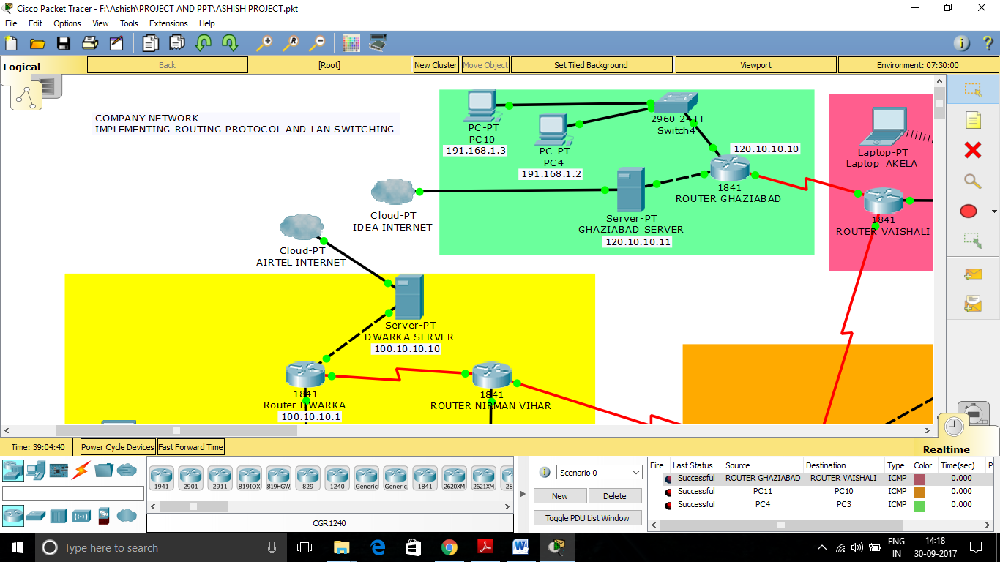 Cisco Packet Tracer - F:\Ashish\PROJECT AND PPT\ASHISH PROJECT.pkt
File Edit Options View Tools Extensions Help
Logical
Back
[Root]
New Cluster
Move Object
Set Tiled Background
Viewport
Environment: 07:30:00
COMPANY NETWORK
IMPLEMENTING ROUTING PROTOCOL AND LAN SWITCHING
PC-PT
PC10
191.168.1.3
PC-PT
PC4
191.168.1.2
2960-24TT
Switch4
120.10.10.10
1841
ROUTER GHAZIABAD
Server-PT
GHAZIABAD SERVER
120.10.10.11
Laptop-PT
Laptop_AKELA
1841
ROUTER VAISHALI
Cloud-PT
IDEA INTERNET
Cloud-PT
AIRTEL INTERNET
Server-PT
DWARKA SERVER
100.10.10.10
1841
Router DWARKA
100.10.10.1
1841
ROUTER NIRMAN VIHAR
Time: 39:04:40
Power Cycle Devices
Fast Forward Time
Realtime
1941 2901 2911 819IOX 819HGW 829 1240 Generic Generic 1841 2620XM 2621XM 28
CGR1240
Scenario 0
New
Delete
Toggle PDU List Window
Fire Last Status Source Destination Type Color Time(sec) P
Successful ROUTER GHAZIABAD ROUTER VAISHALI ICMP 0.000
Successful PC11 PC10 ICMP 0.000
Successful PC4 PC3 ICMP 0.000
Type here to search
ENG
IN
14:18
30-09-2017